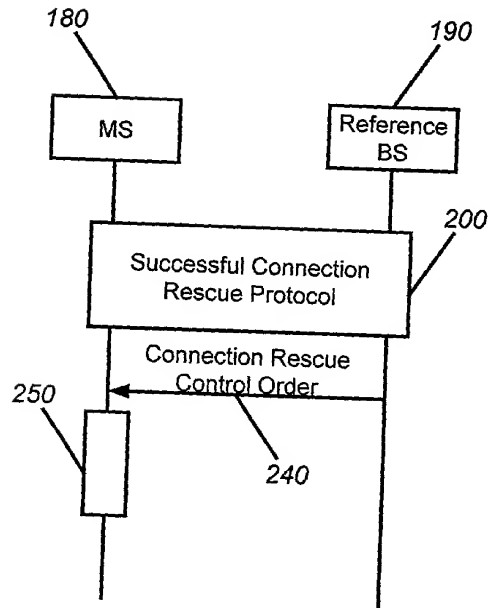 180
190
MS
Reference
BS
200
Successful Connection
Rescue Protocol
Connection Rescue
Control Order
250
240